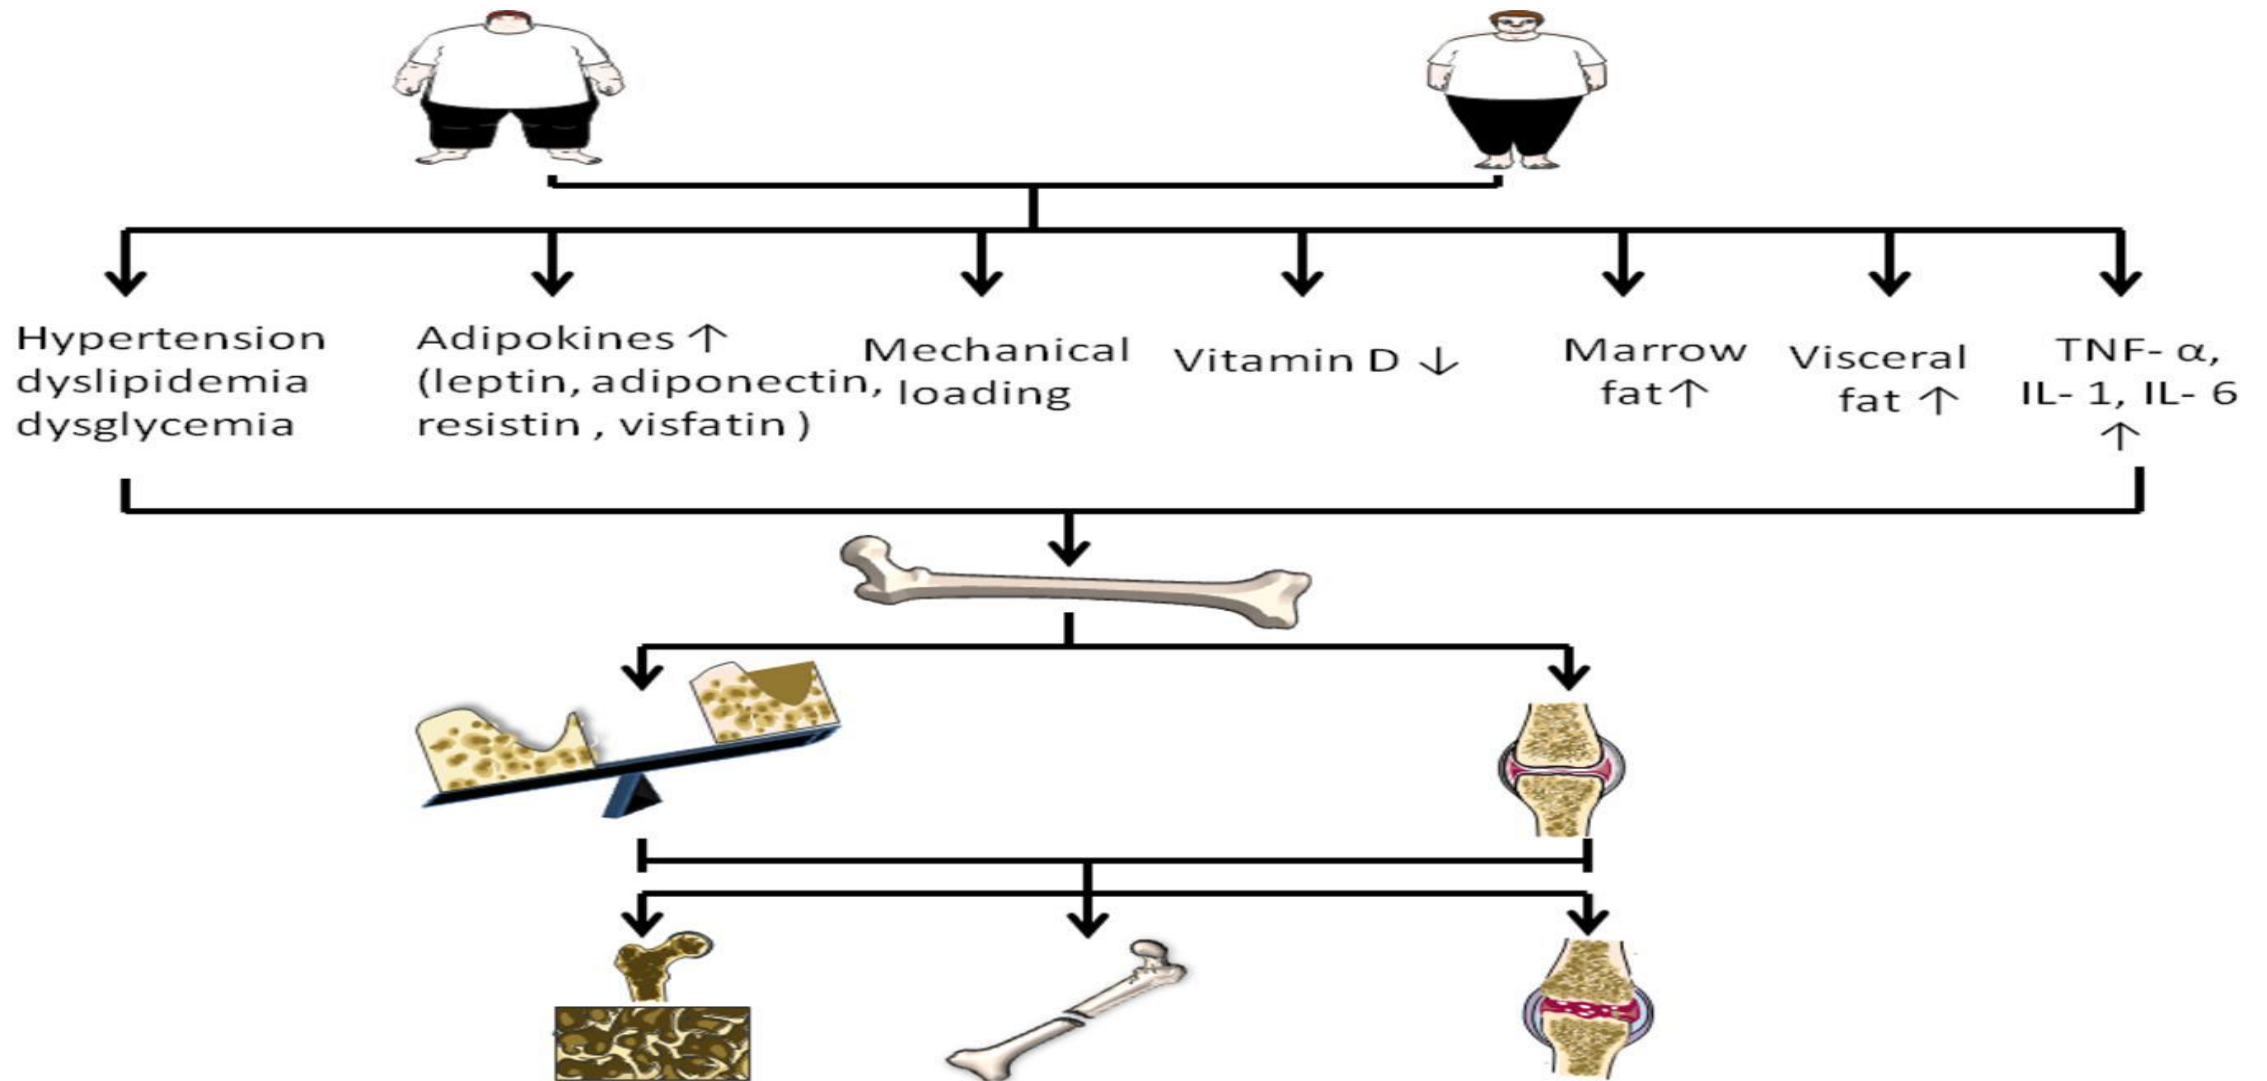 Hypertension
dyslipidemia
dysglycemia
Adipokines ↑
(leptin, adiponectin,
resistin , visfatin )
Mechanical
loading
Vitamin D ↓
Marrow
fat↑
Visceral
fat ↑
TNF- α,
IL- 1, IL- 6
↑